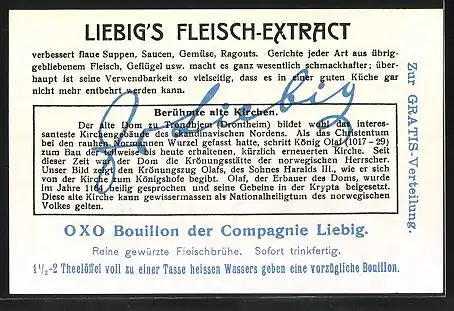 LIEBIG'S FLEISCH-EXTRACT
verbessert flaue Suppen, Saucen, Gemüse, Ragouts. Gerichte jeder Art aus übrig-
gebliebenem Fleisch, Geflügel usw. macht es ganz wesentlich schmackhafter; über-
haupt ist seine Verwendbarkeit so vielseitig, dass es in einer guten Küche gar
nicht mehr entbehrt werden kann.
Berühmte alte Kirchen.
Der alte Dom zu Trondhjem (Drontheim) bildet wohl das interes-
santeste Kirchengebäude des skandinavischen Nordens. Als das Christentum
bei den rauhen Normannen Wurzel gefasst hatte, schritt König Olaf (1017–29)
zum Bau der teilweise bis heute erhaltenen, kürzlich erneuerten Kirche. Seit
dieser Zeit war der Dom die Krönungsstätte der norwegischen Herrscher.
Unser Bild zeigt den Krönungszug Olafs, des Sohnes Haralds III., wie er sich
von der Kirche zum Königshofe begibt. Olaf, der Erbauer des Doms, wurde
im Jahre 1164 heilig gesprochen und seine Gebeine in der Krypta beigesetzt.
Diese alte Kirche kann gewissermassen als Nationalheiligtum des norwegischen
Volkes gelten.
OXO Bouillon der Compagnie Liebig.
Reine gewürzte Fleischbrühe. Sofort trinkfertig.
1½-2 Theelöffel voll zu einer Tasse heissen Wassers geben eine vorzügliche Bouillon.
Zur GRATIS-Verteilung.
Liebig